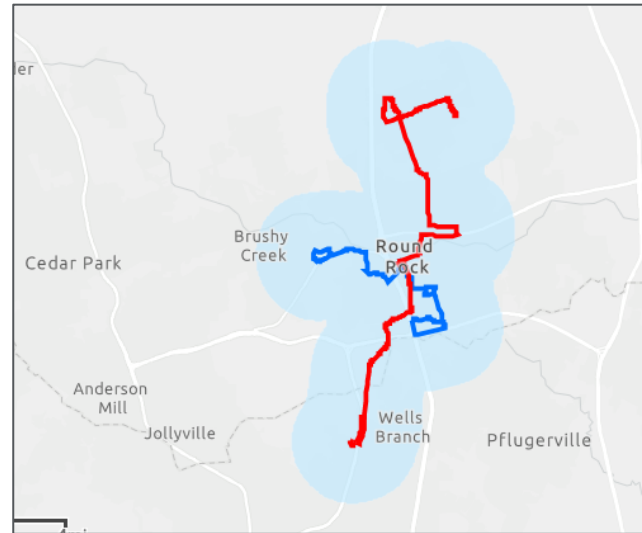 Brushy
Creek
Round
Rock
Cedar Park
Anderson
Mill
Jollyville
Wells
Branch
Pflugerville